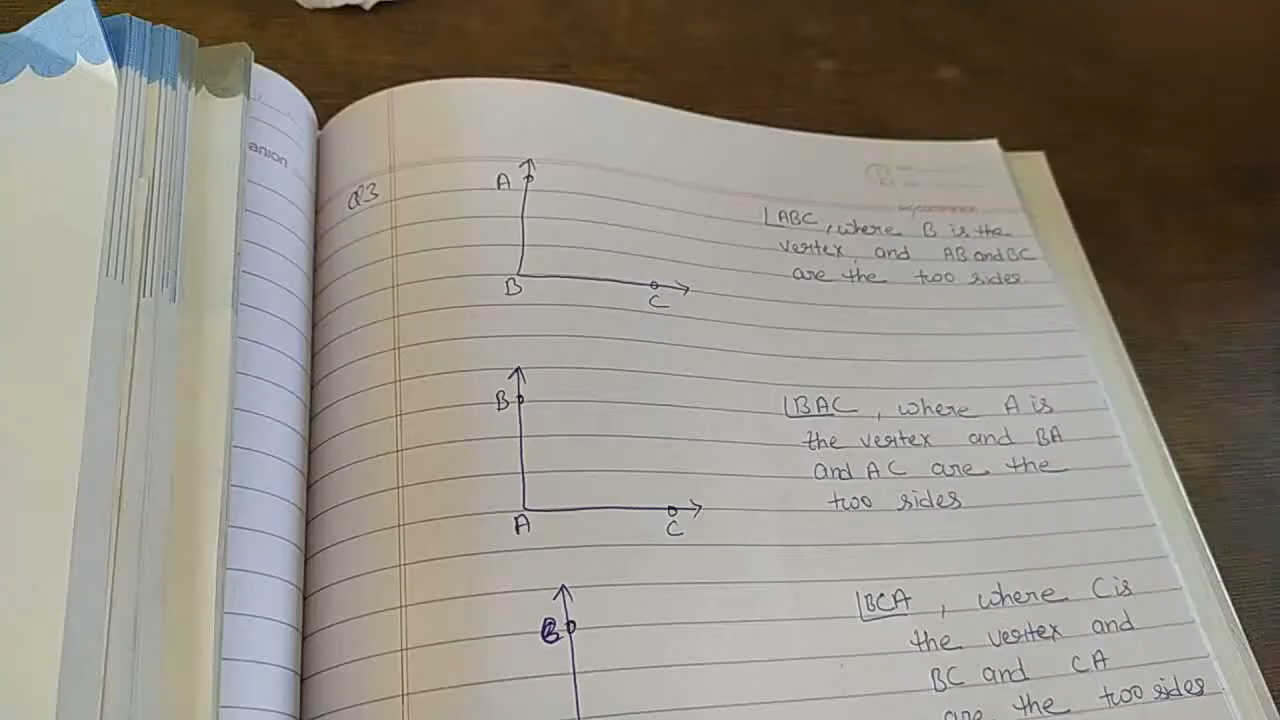 anion
Q3
A
B
C
∠ABC, where B is the
vertex, and AB and BC
are the two sides
B
A
C
∠BAC, where A is
the vertex and BA
and AC are the
two sides
B
∠BCA, where C is
the vertex and
BC and CA
are the two sides